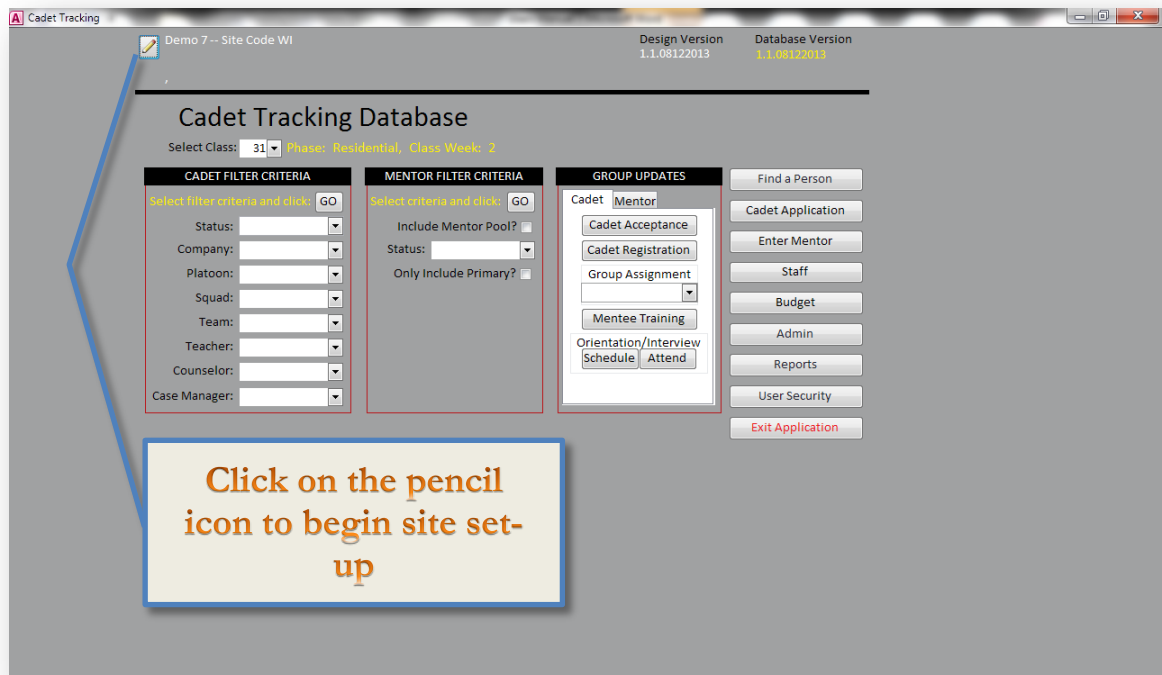 Cadet Tracking
Demo 7 -- Site Code WI
Design Version
1.1.08122013
Database Version
1.1.08122013
,
Cadet Tracking Database
Select Class: 31 Phase: Residential, Class Week: 2
CADET FILTER CRITERIA
Select filter criteria and click: GO
Status:
Company:
Platoon:
Squad:
Team:
Teacher:
Counselor:
Case Manager:
MENTOR FILTER CRITERIA
Select criteria and click: GO
Include Mentor Pool?
Status:
Only Include Primary?
GROUP UPDATES
Cadet Mentor
Cadet Acceptance
Cadet Registration
Group Assignment
Mentee Training
Orientation/Interview
Schedule Attend
Find a Person
Cadet Application
Enter Mentor
Staff
Budget
Admin
Reports
User Security
Exit Application
Click on the pencil
icon to begin site set-
up